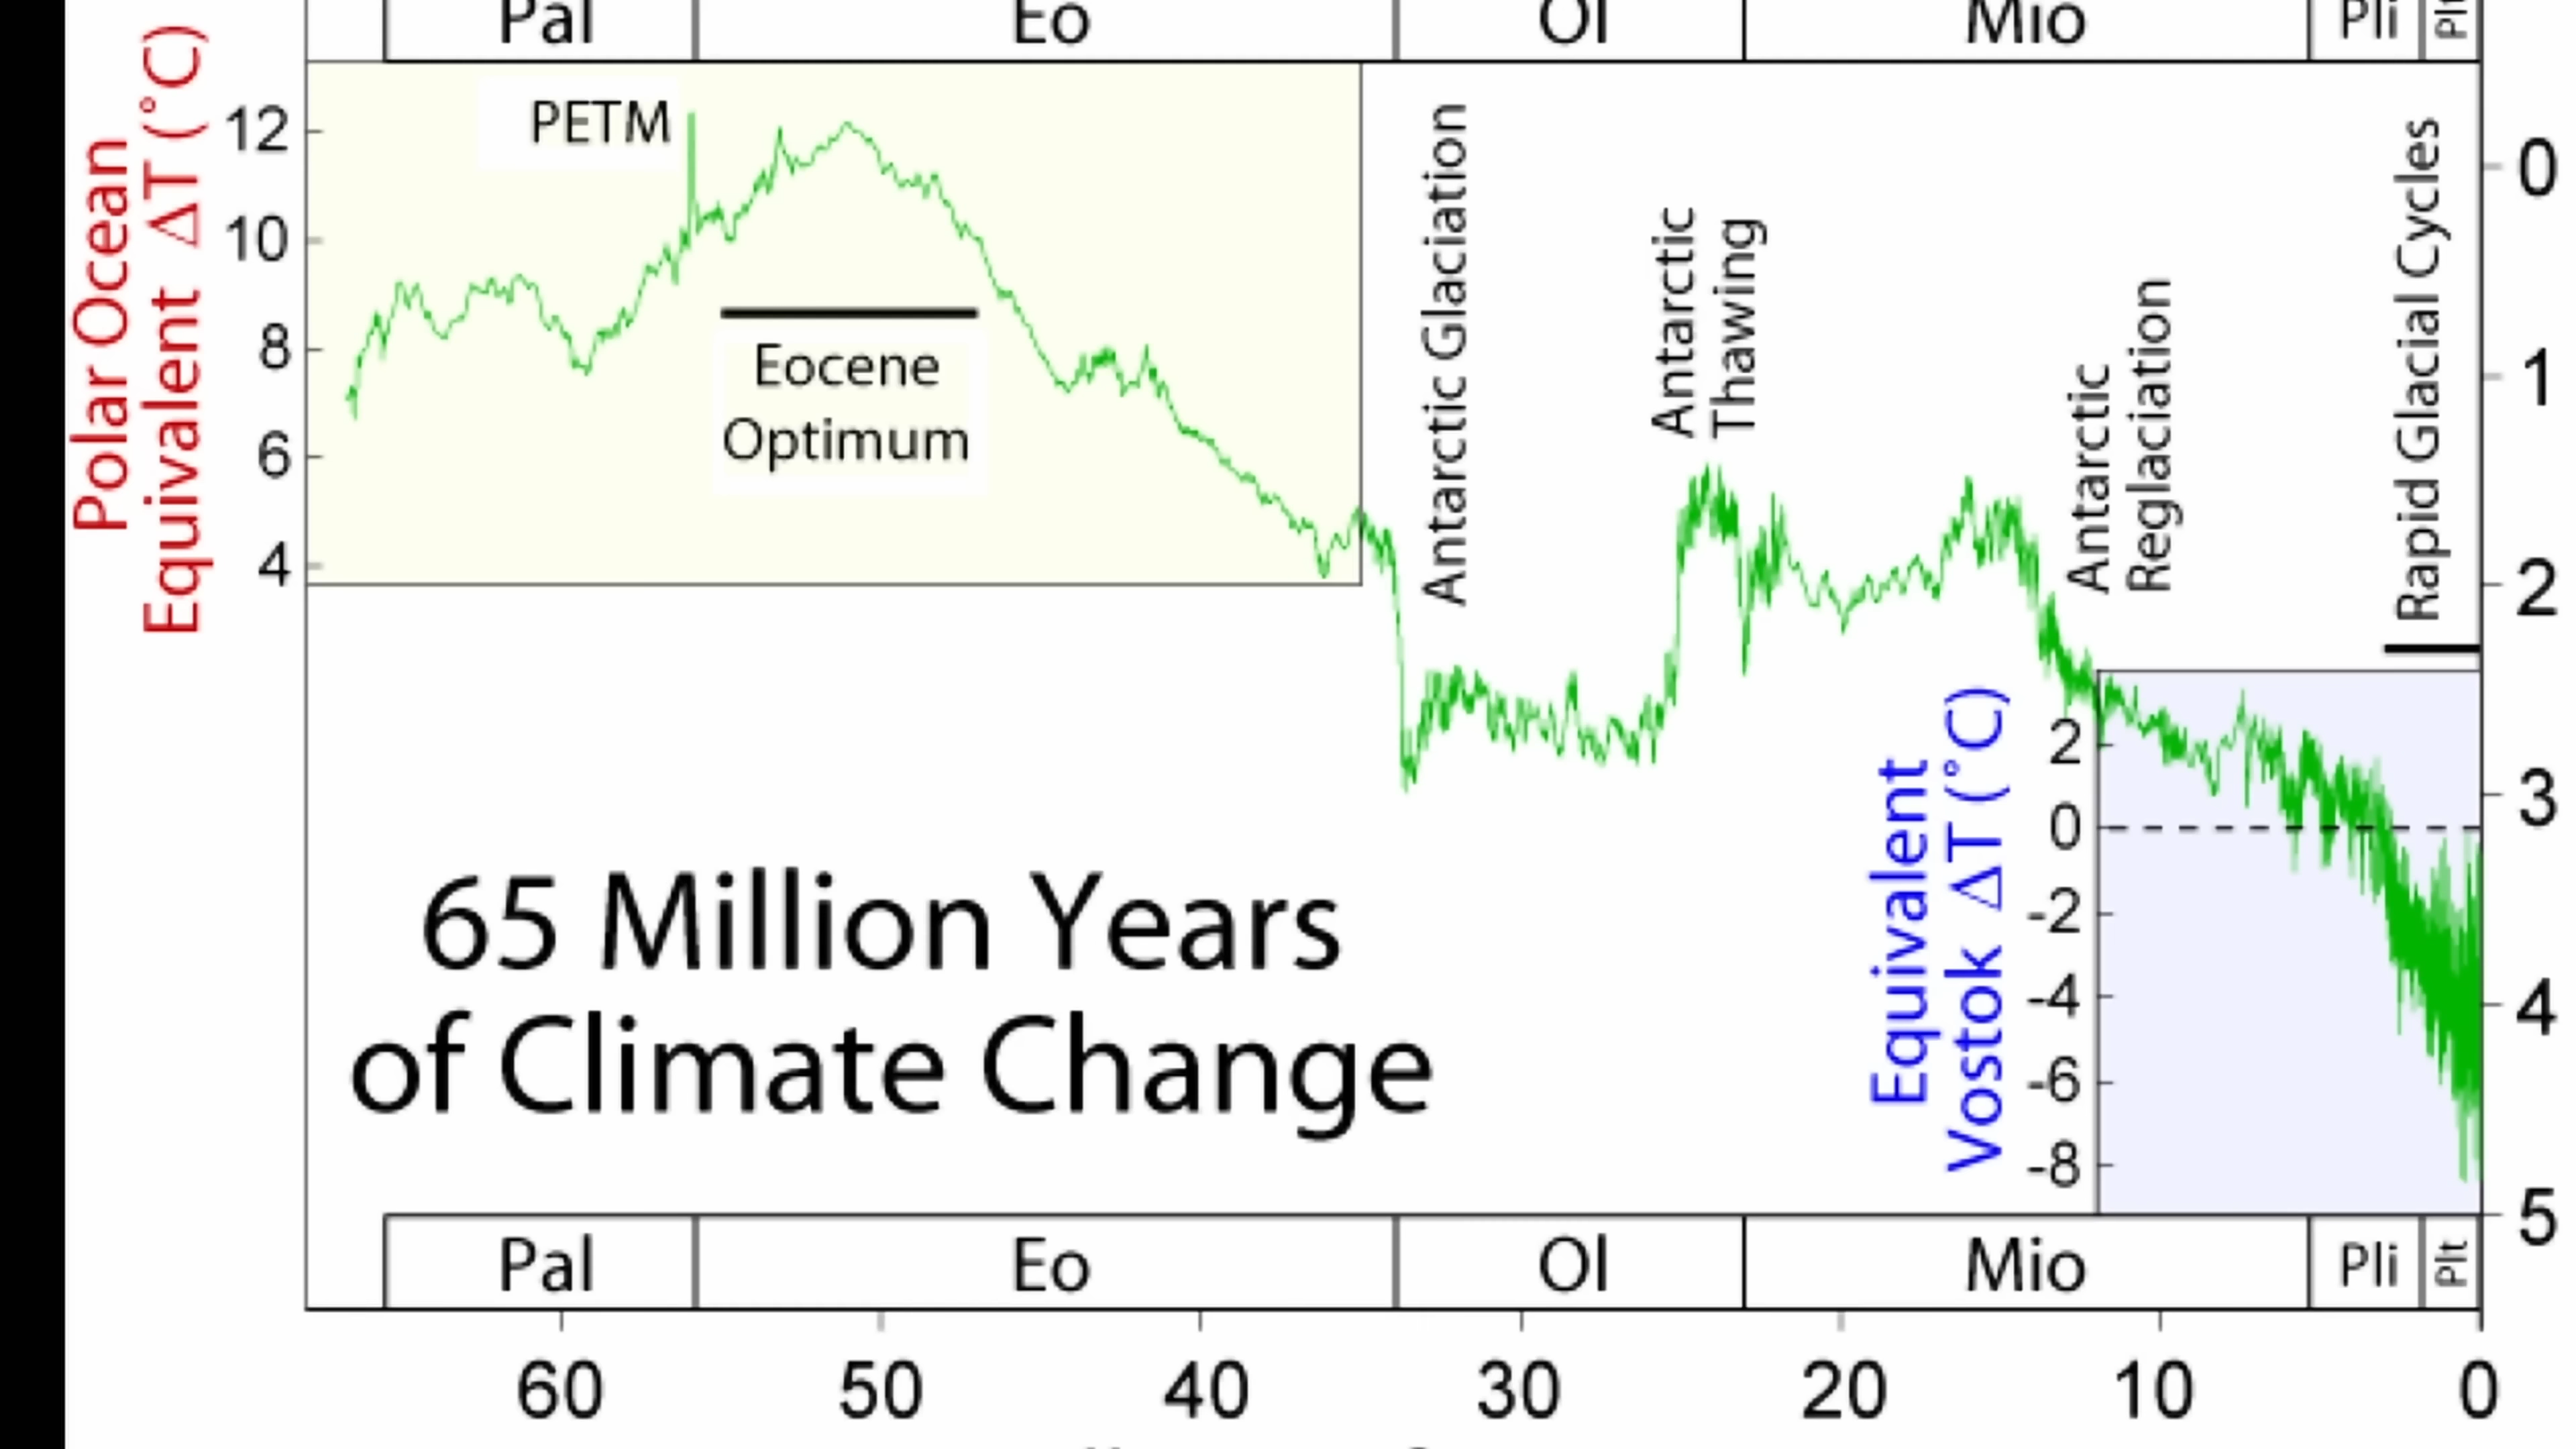 Pal Eo Ol Mio Pli Plt
Polar Ocean
Equivalent ΔT (°C)
12
10
8
6
4
PETM
Eocene
Optimum
Antarctic Glaciation
Antarctic
Thawing
Antarctic
Reglaciation
Rapid Glacial Cycles
0
1
2
3
4
5
65 Million Years
of Climate Change
Equivalent
Vostok ΔT (°C)
2
0
-2
-4
-6
-8
Pal Eo Ol Mio Pli Plt
60 50 40 30 20 10 0